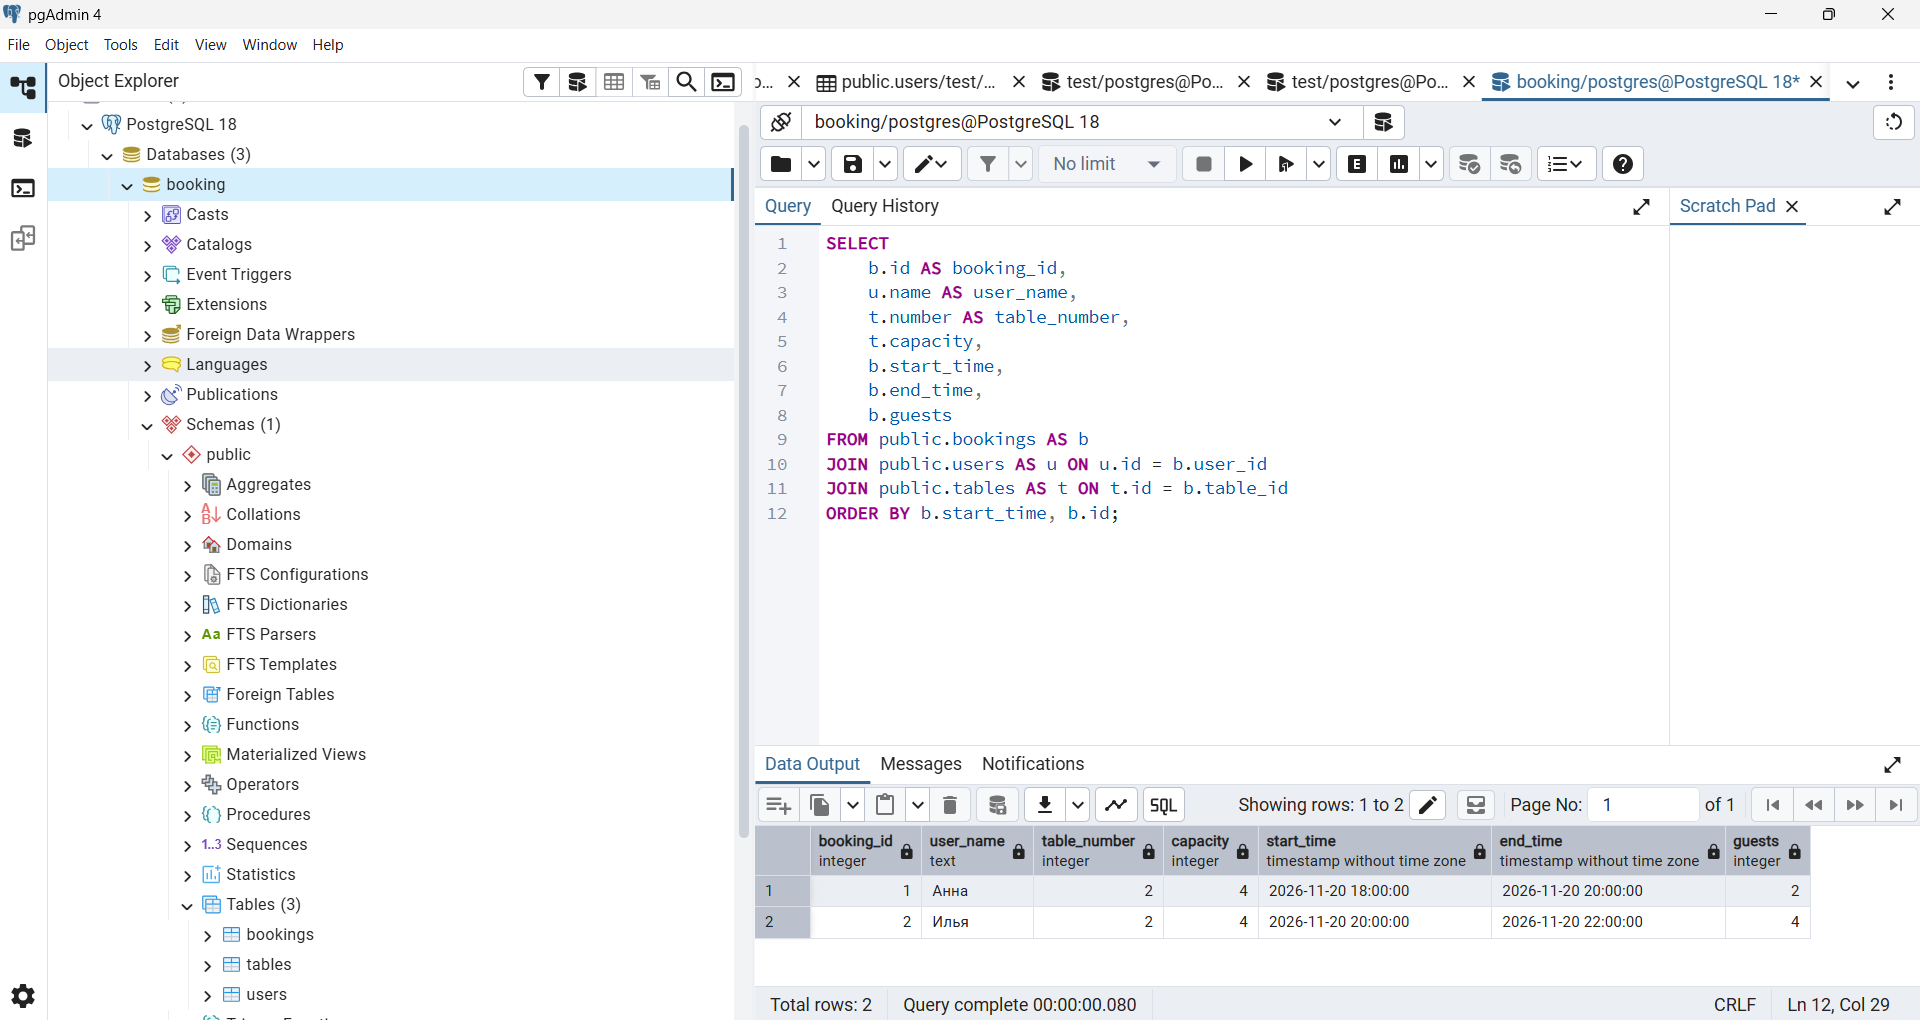 pgAdmin 4
File Object Tools Edit View Window Help
Object Explorer
PostgreSQL 18
Databases (3)
booking
Casts
Catalogs
Event Triggers
Extensions
Foreign Data Wrappers
Languages
Publications
Schemas (1)
public
Aggregates
Collations
Domains
FTS Configurations
FTS Dictionaries
Aa FTS Parsers
FTS Templates
Foreign Tables
Functions
Materialized Views
Operators
Procedures
1..3 Sequences
Statistics
Tables (3)
bookings
tables
users
public.users/test/... test/postgres@Po... test/postgres@Po... booking/postgres@PostgreSQL 18*
booking/postgres@PostgreSQL 18
No limit E
Query Query History Scratch Pad
1 SELECT
2 b.id AS booking_id,
3 u.name AS user_name,
4 t.number AS table_number,
5 t.capacity,
6 b.start_time,
7 b.end_time,
8 b.guests
9 FROM public.bookings AS b
10 JOIN public.users AS u ON u.id = b.user_id
11 JOIN public.tables AS t ON t.id = b.table_id
12 ORDER BY b.start_time, b.id;
Data Output Messages Notifications
SQL Showing rows: 1 to 2 Page No: 1 of 1
booking_id user_name table_number capacity start_time end_time guests
integer text integer integer timestamp without time zone timestamp without time zone integer
1 1 Анна 2 4 2026-11-20 18:00:00 2026-11-20 20:00:00 2
2 2 Илья 2 4 2026-11-20 20:00:00 2026-11-20 22:00:00 4
Total rows: 2 Query complete 00:00:00.080 CRLF Ln 12, Col 29